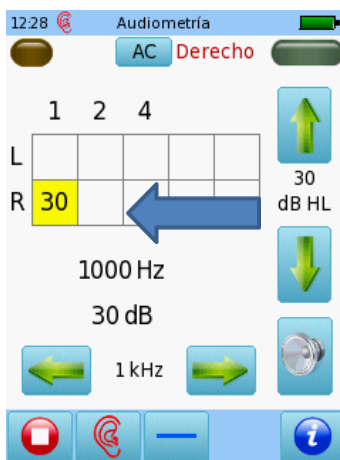 12:28 Audiometría
AC Derecho
1 2 4
L
R 30
30
dB HL
1000 Hz
30 dB
1 kHz
i